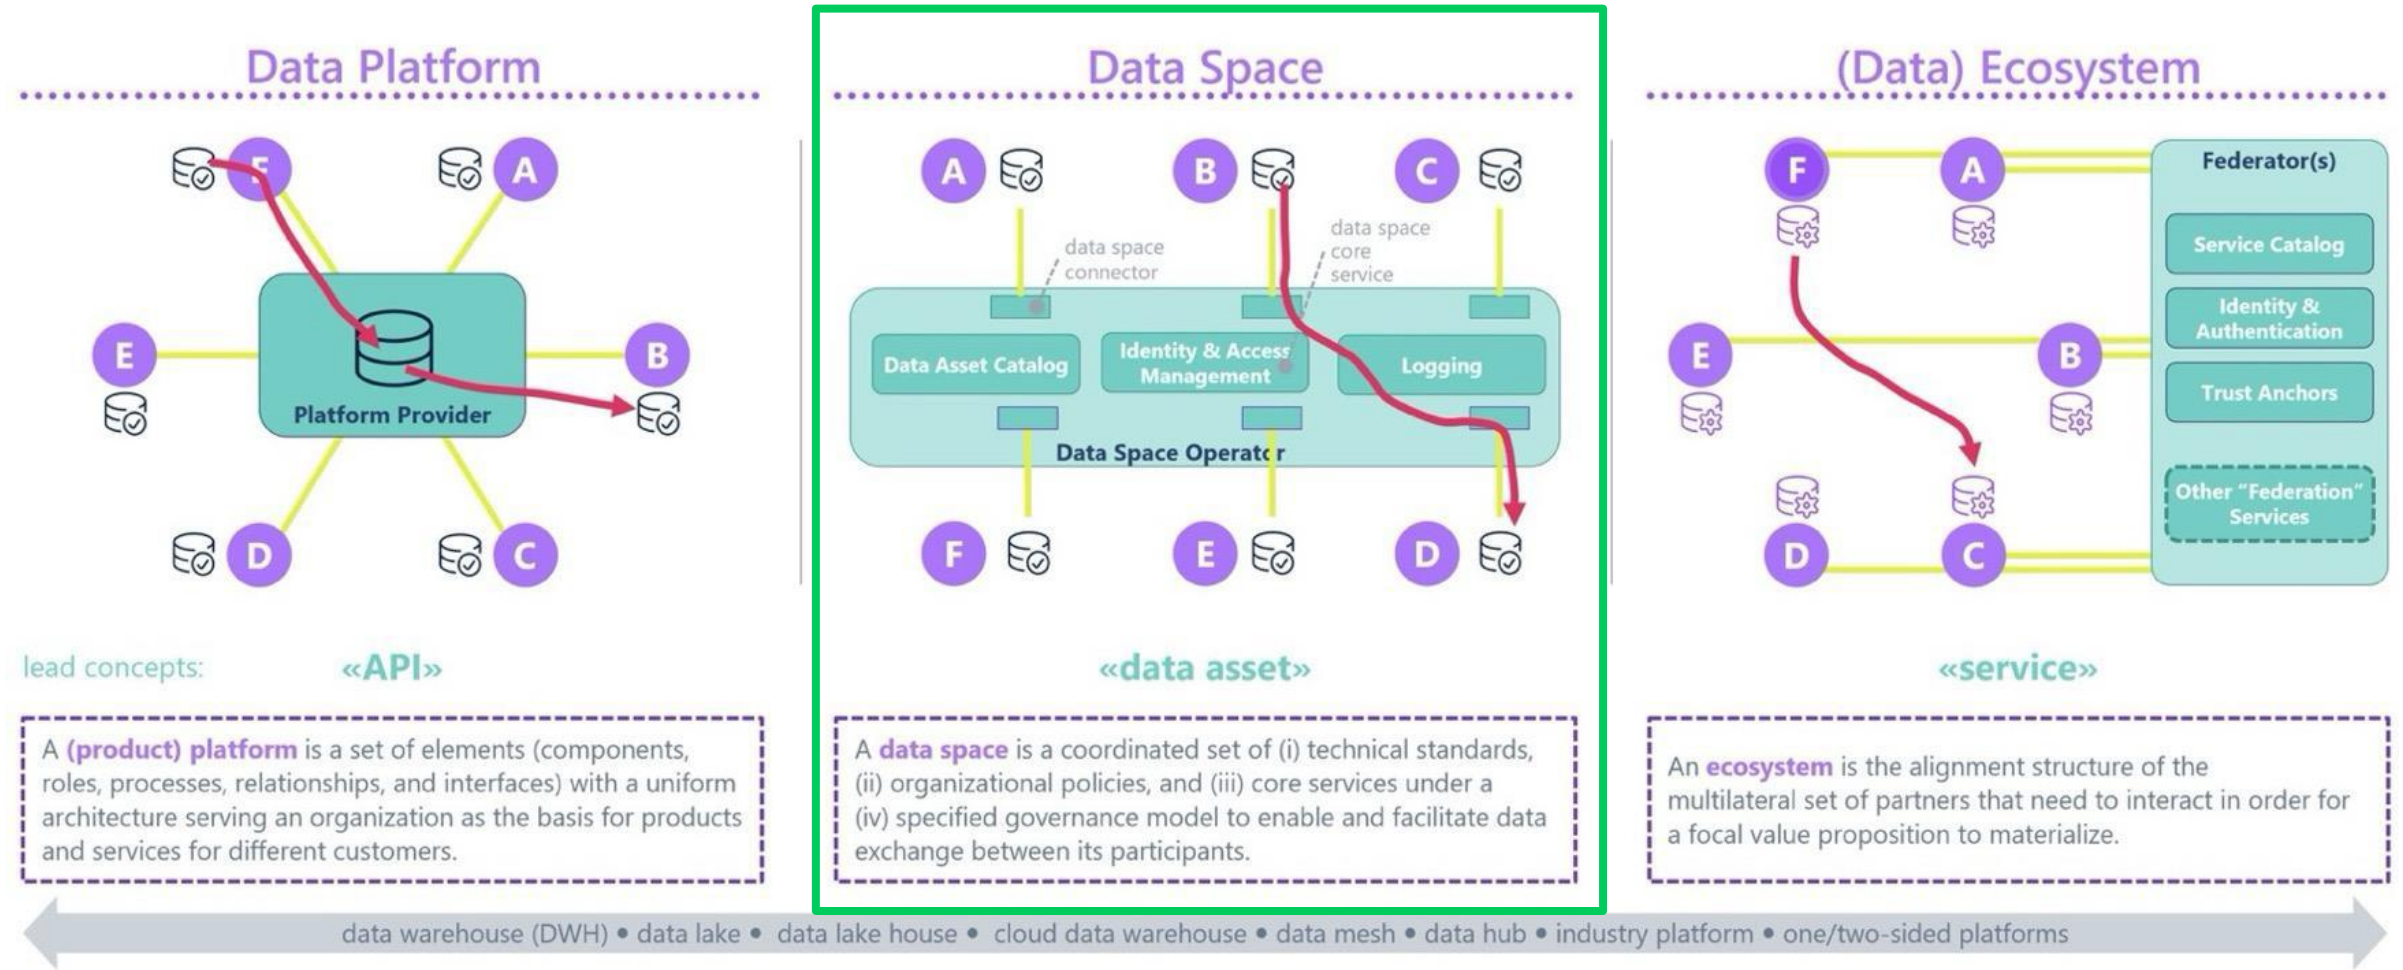 Data Platform
F
A
E
B
Platform Provider
D
C
Data Space
A
B
C
data space
connector
data space
core
service
Data Asset Catalog
Identity & Access
Management
Logging
Data Space Operator
F
E
D
(Data) Ecosystem
F
A
E
B
D
C
Federator(s)
Service Catalog
Identity &
Authentication
Trust Anchors
Other "Federation"
Services
lead concepts:
«API»
«data asset»
«service»
A (product) platform is a set of elements (components,
roles, processes, relationships, and interfaces) with a uniform
architecture serving an organization as the basis for products
and services for different customers.
A data space is a coordinated set of (i) technical standards,
(ii) organizational policies, and (iii) core services under a
(iv) specified governance model to enable and facilitate data
exchange between its participants.
An ecosystem is the alignment structure of the
multilateral set of partners that need to interact in order for
a focal value proposition to materialize.
data warehouse (DWH) • data lake • data lake house • cloud data warehouse • data mesh • data hub • industry platform • one/two-sided platforms